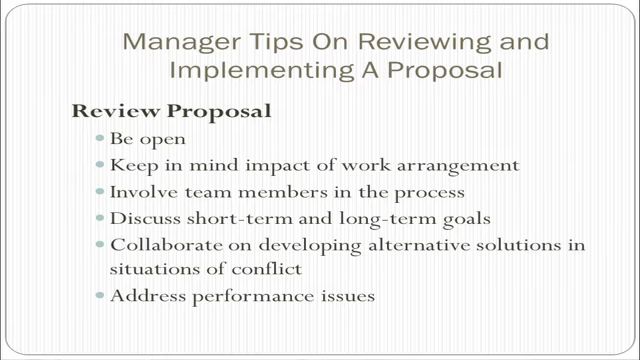 Manager Tips On Reviewing and
Implementing A Proposal
Review Proposal
• Be open
• Keep in mind impact of work arrangement
• Involve team members in the process
• Discuss short-term and long-term goals
• Collaborate on developing alternative solutions in
situations of conflict
• Address performance issues